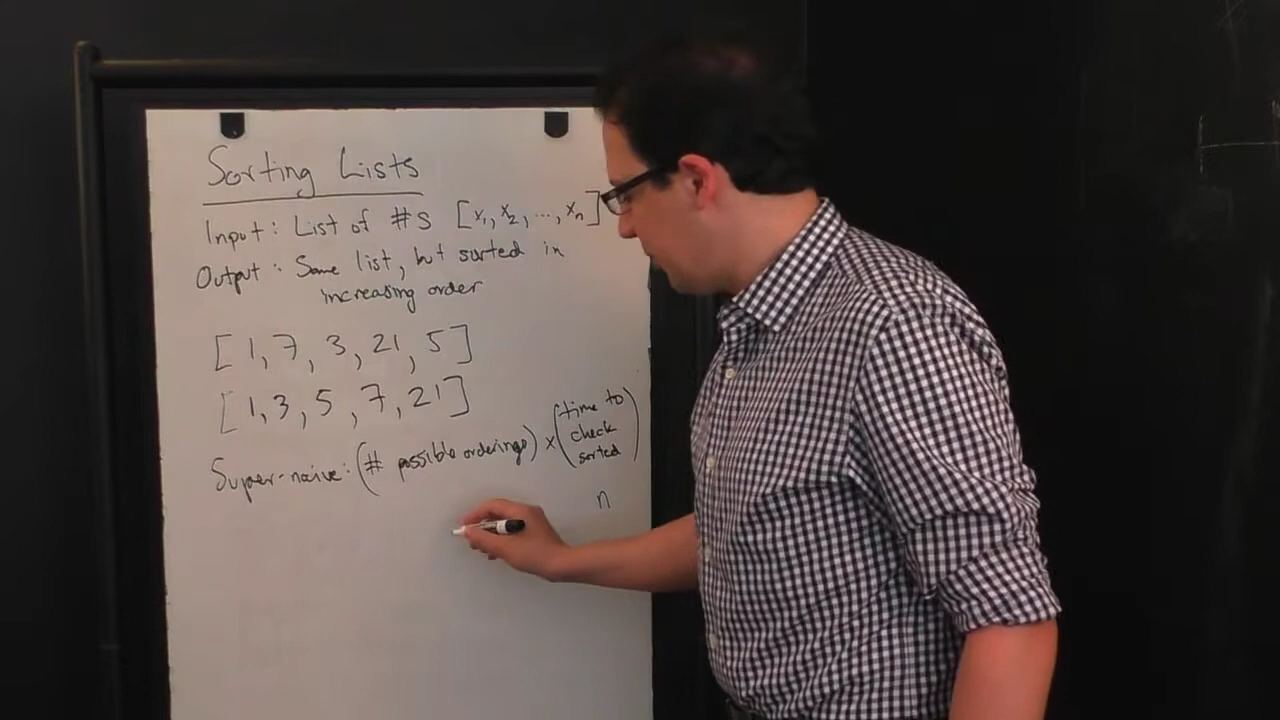 Sorting Lists
Input: List of #s [x₁, x₂, ..., xₙ]
Output: Same list, but sorted in
increasing order
[1, 7, 3, 21, 5]
[1, 3, 5, 7, 21]
Super-naive: (# possible orderings) × (time to check sorted)
n